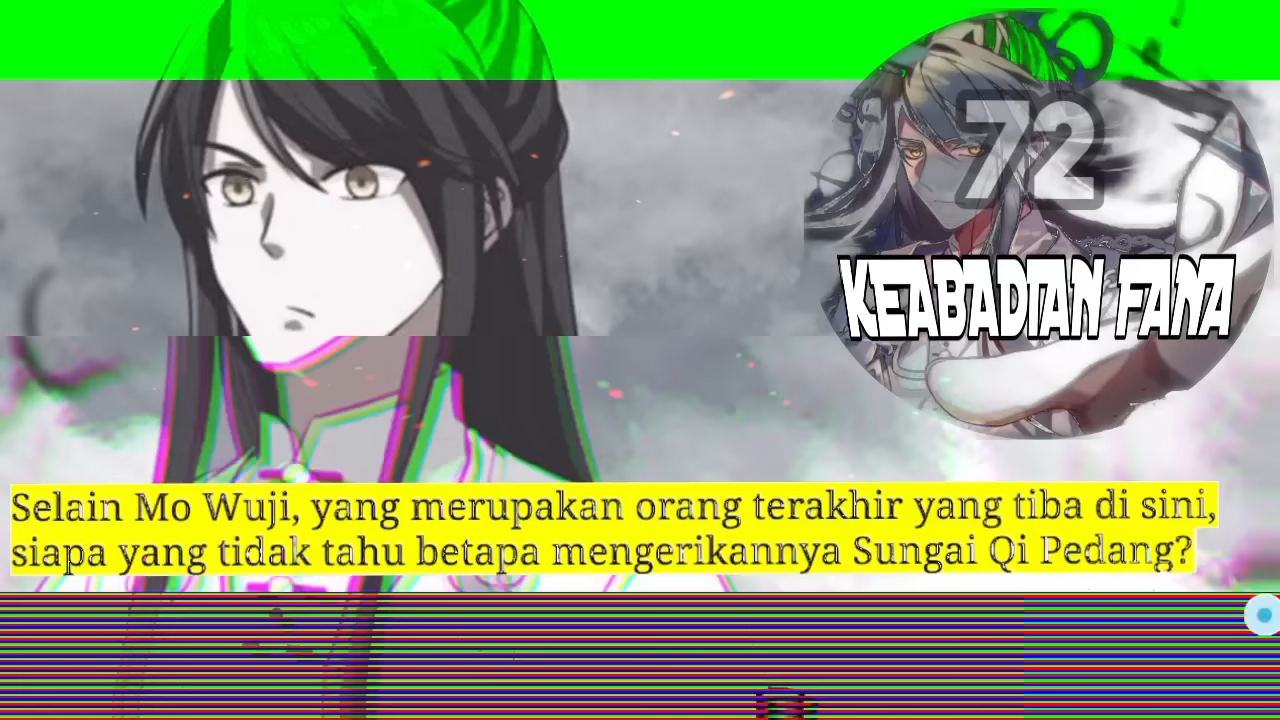 72
KEABADIAN FANA
Selain Mo Wuji, yang merupakan orang terakhir yang tiba di sini,
siapa yang tidak tahu betapa mengerikannya Sungai Qi Pedang?